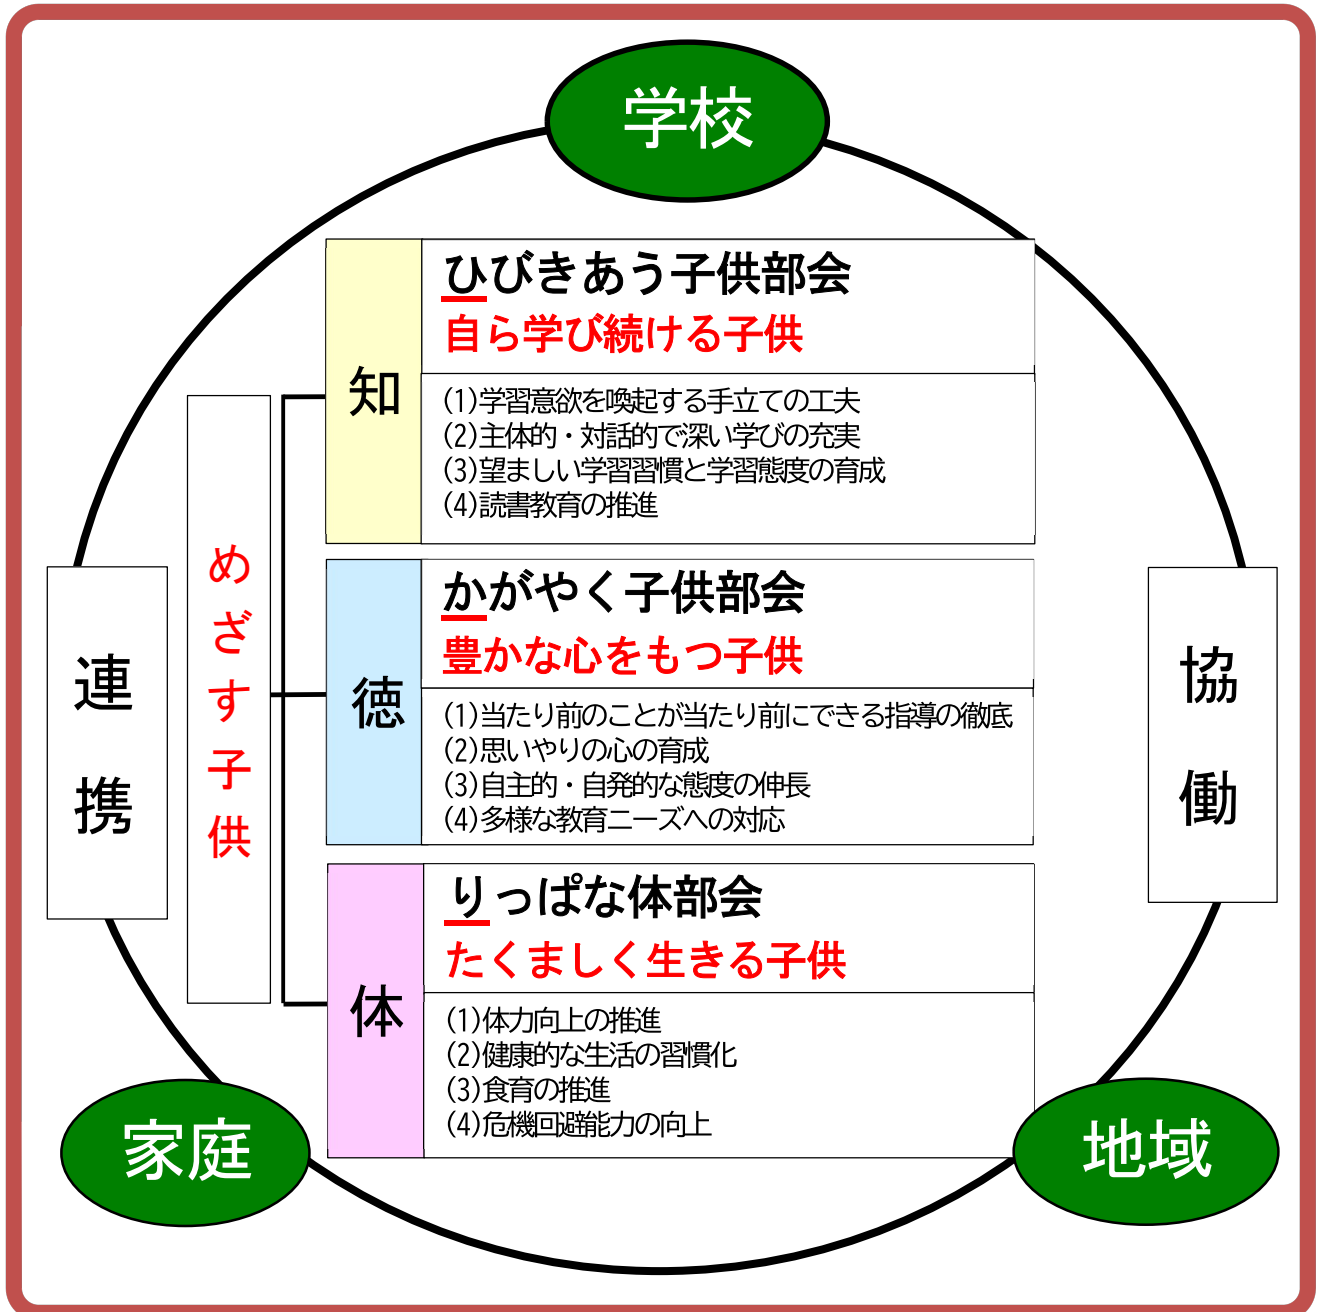 学校
知
ひびきあう子供部会
自ら学び続ける子供
(1)学習意欲を喚起する手立ての工夫
(2)主体的・対話的で深い学びの充実
(3)望ましい学習習慣と学習態度の育成
(4)読書教育の推進
めざす子供
連携
徳
かがやく子供部会
豊かな心をもつ子供
(1)当たり前のことが当たり前にできる指導の徹底
(2)思いやりの心の育成
(3)自主的・自発的な態度の伸長
(4)多様な教育ニーズへの対応
協働
体
りっぱな体部会
たくましく生きる子供
(1)体力向上の推進
(2)健康的な生活の習慣化
(3)食育の推進
(4)危機回避能力の向上
家庭
地域